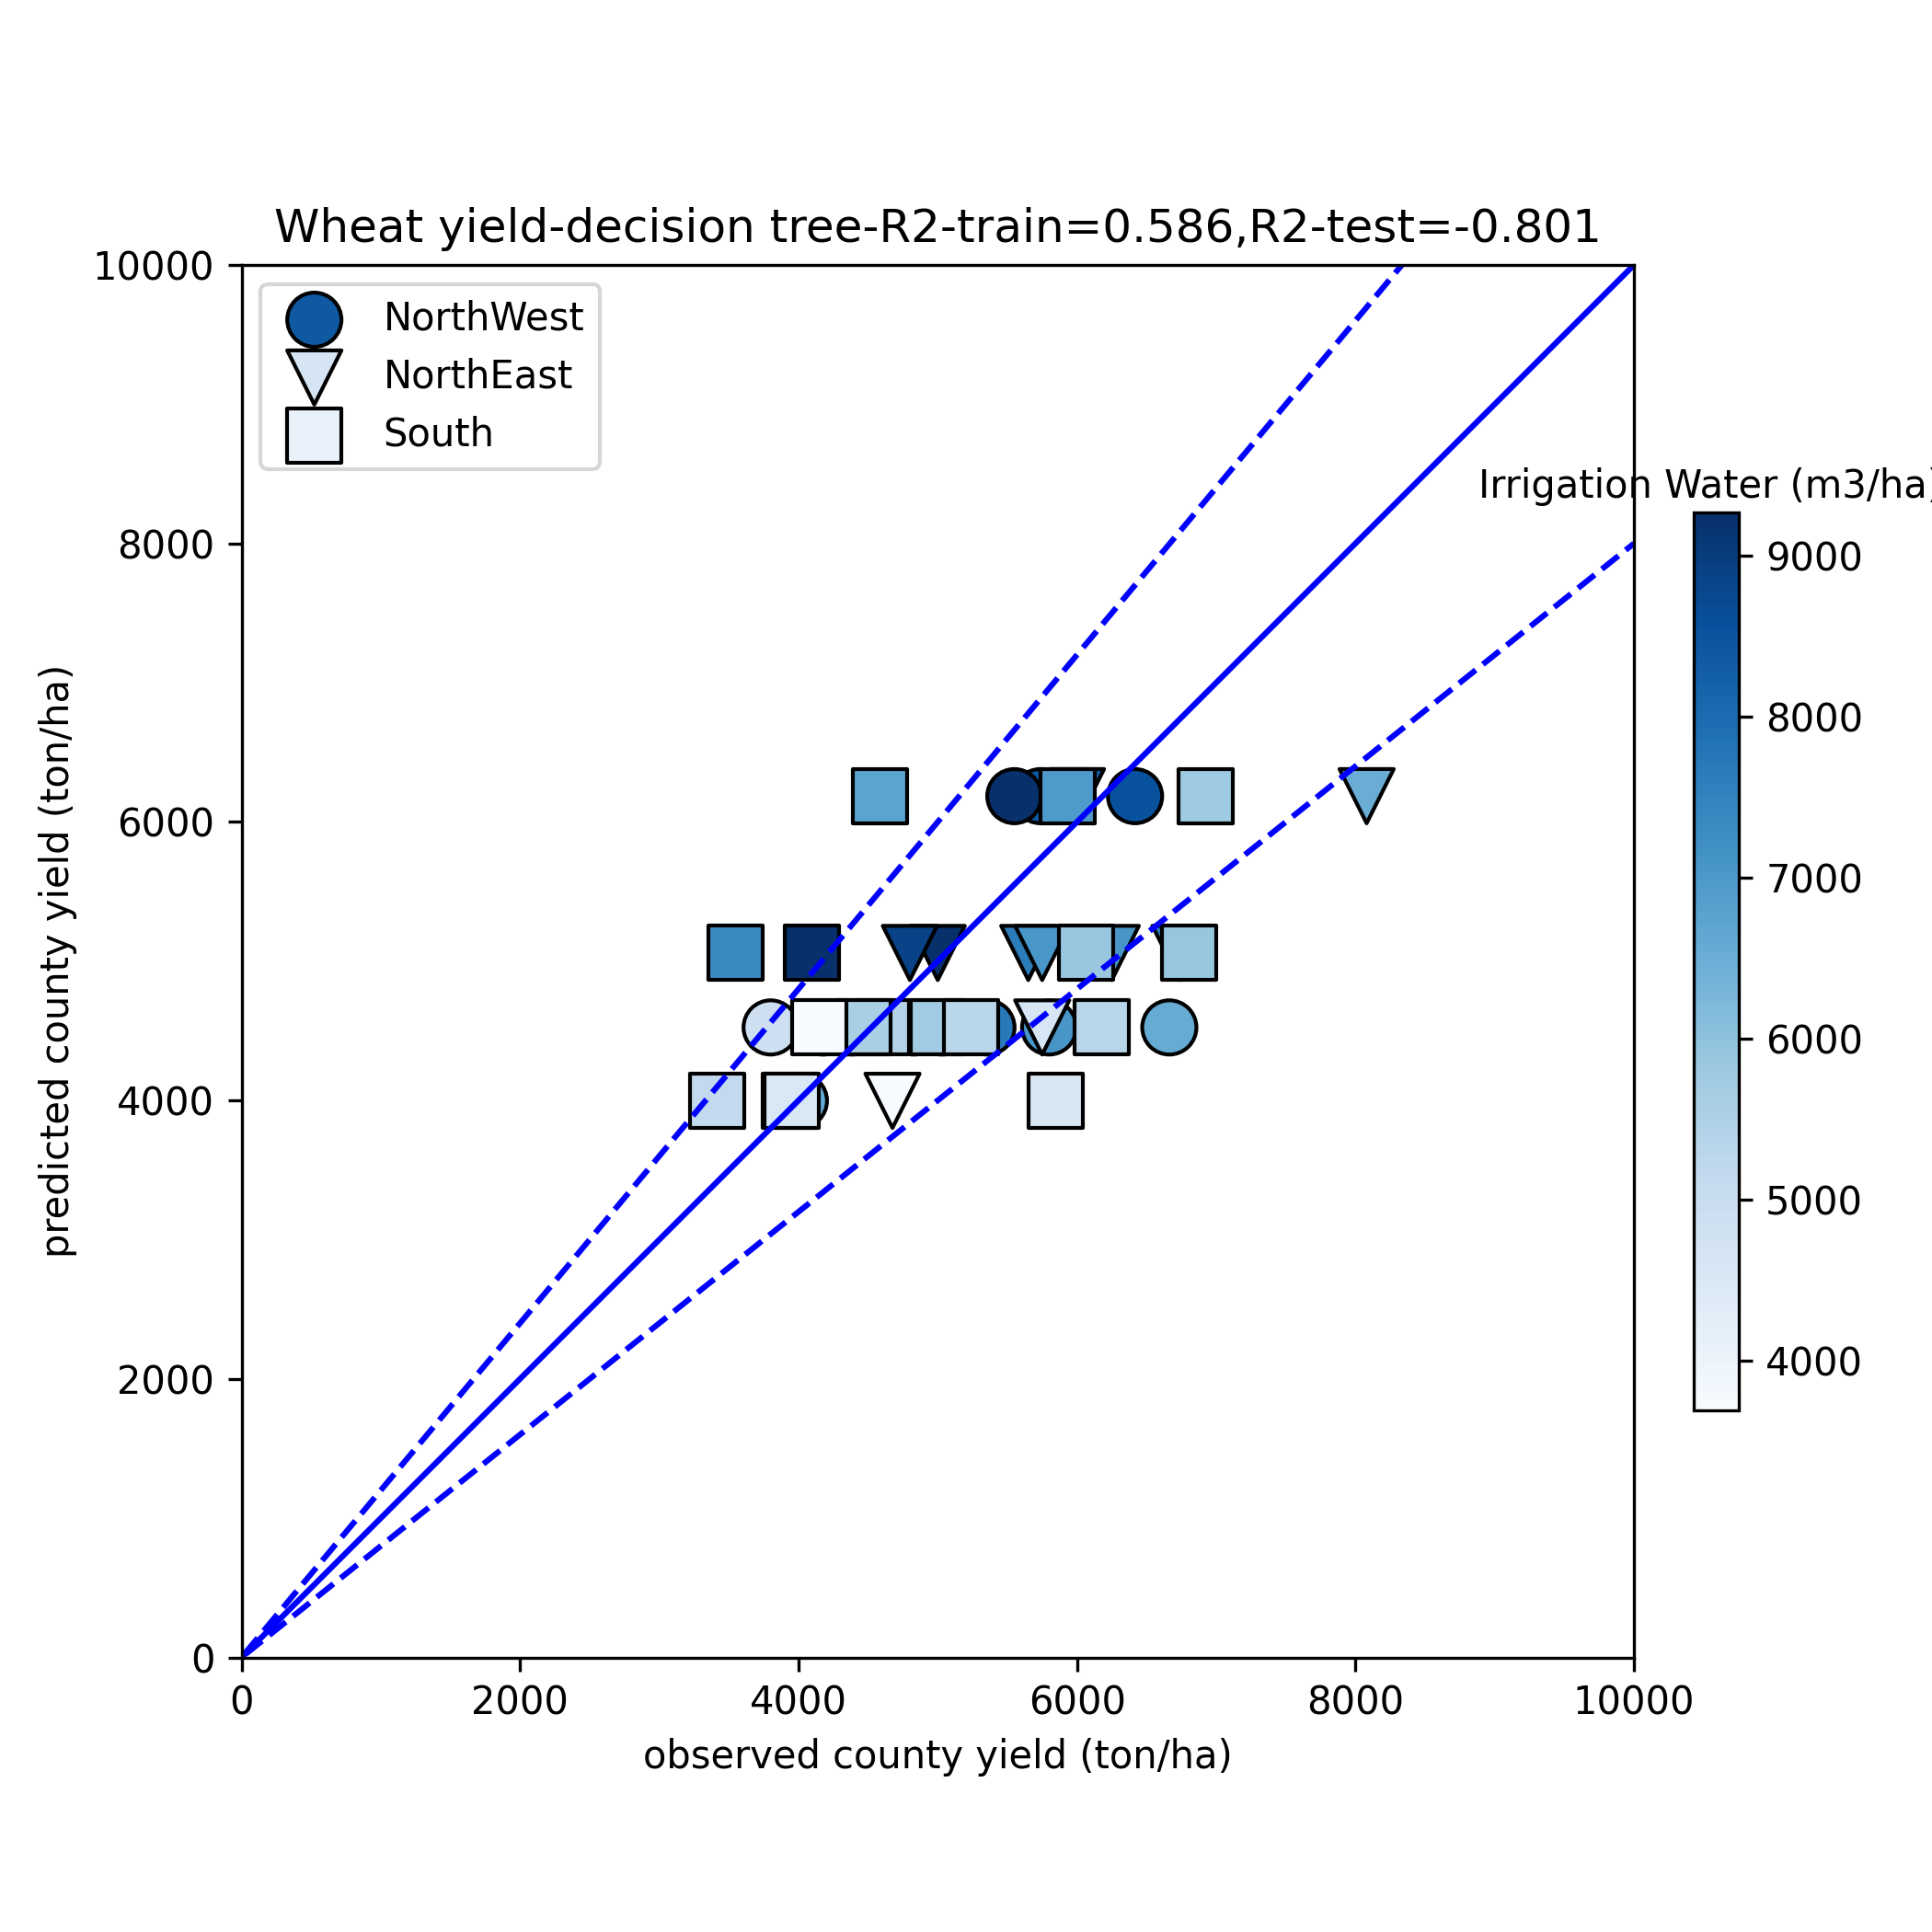 Wheat yield-decision tree-R2-train=0.586,R2-test=-0.801
10000
8000
6000
4000
2000
0
predicted county yield (ton/ha)
NorthWest
NorthEast
South
0 2000 4000 6000 8000 10000
observed county yield (ton/ha)
Irrigation Water (m3/ha)
9000
8000
7000
6000
5000
4000